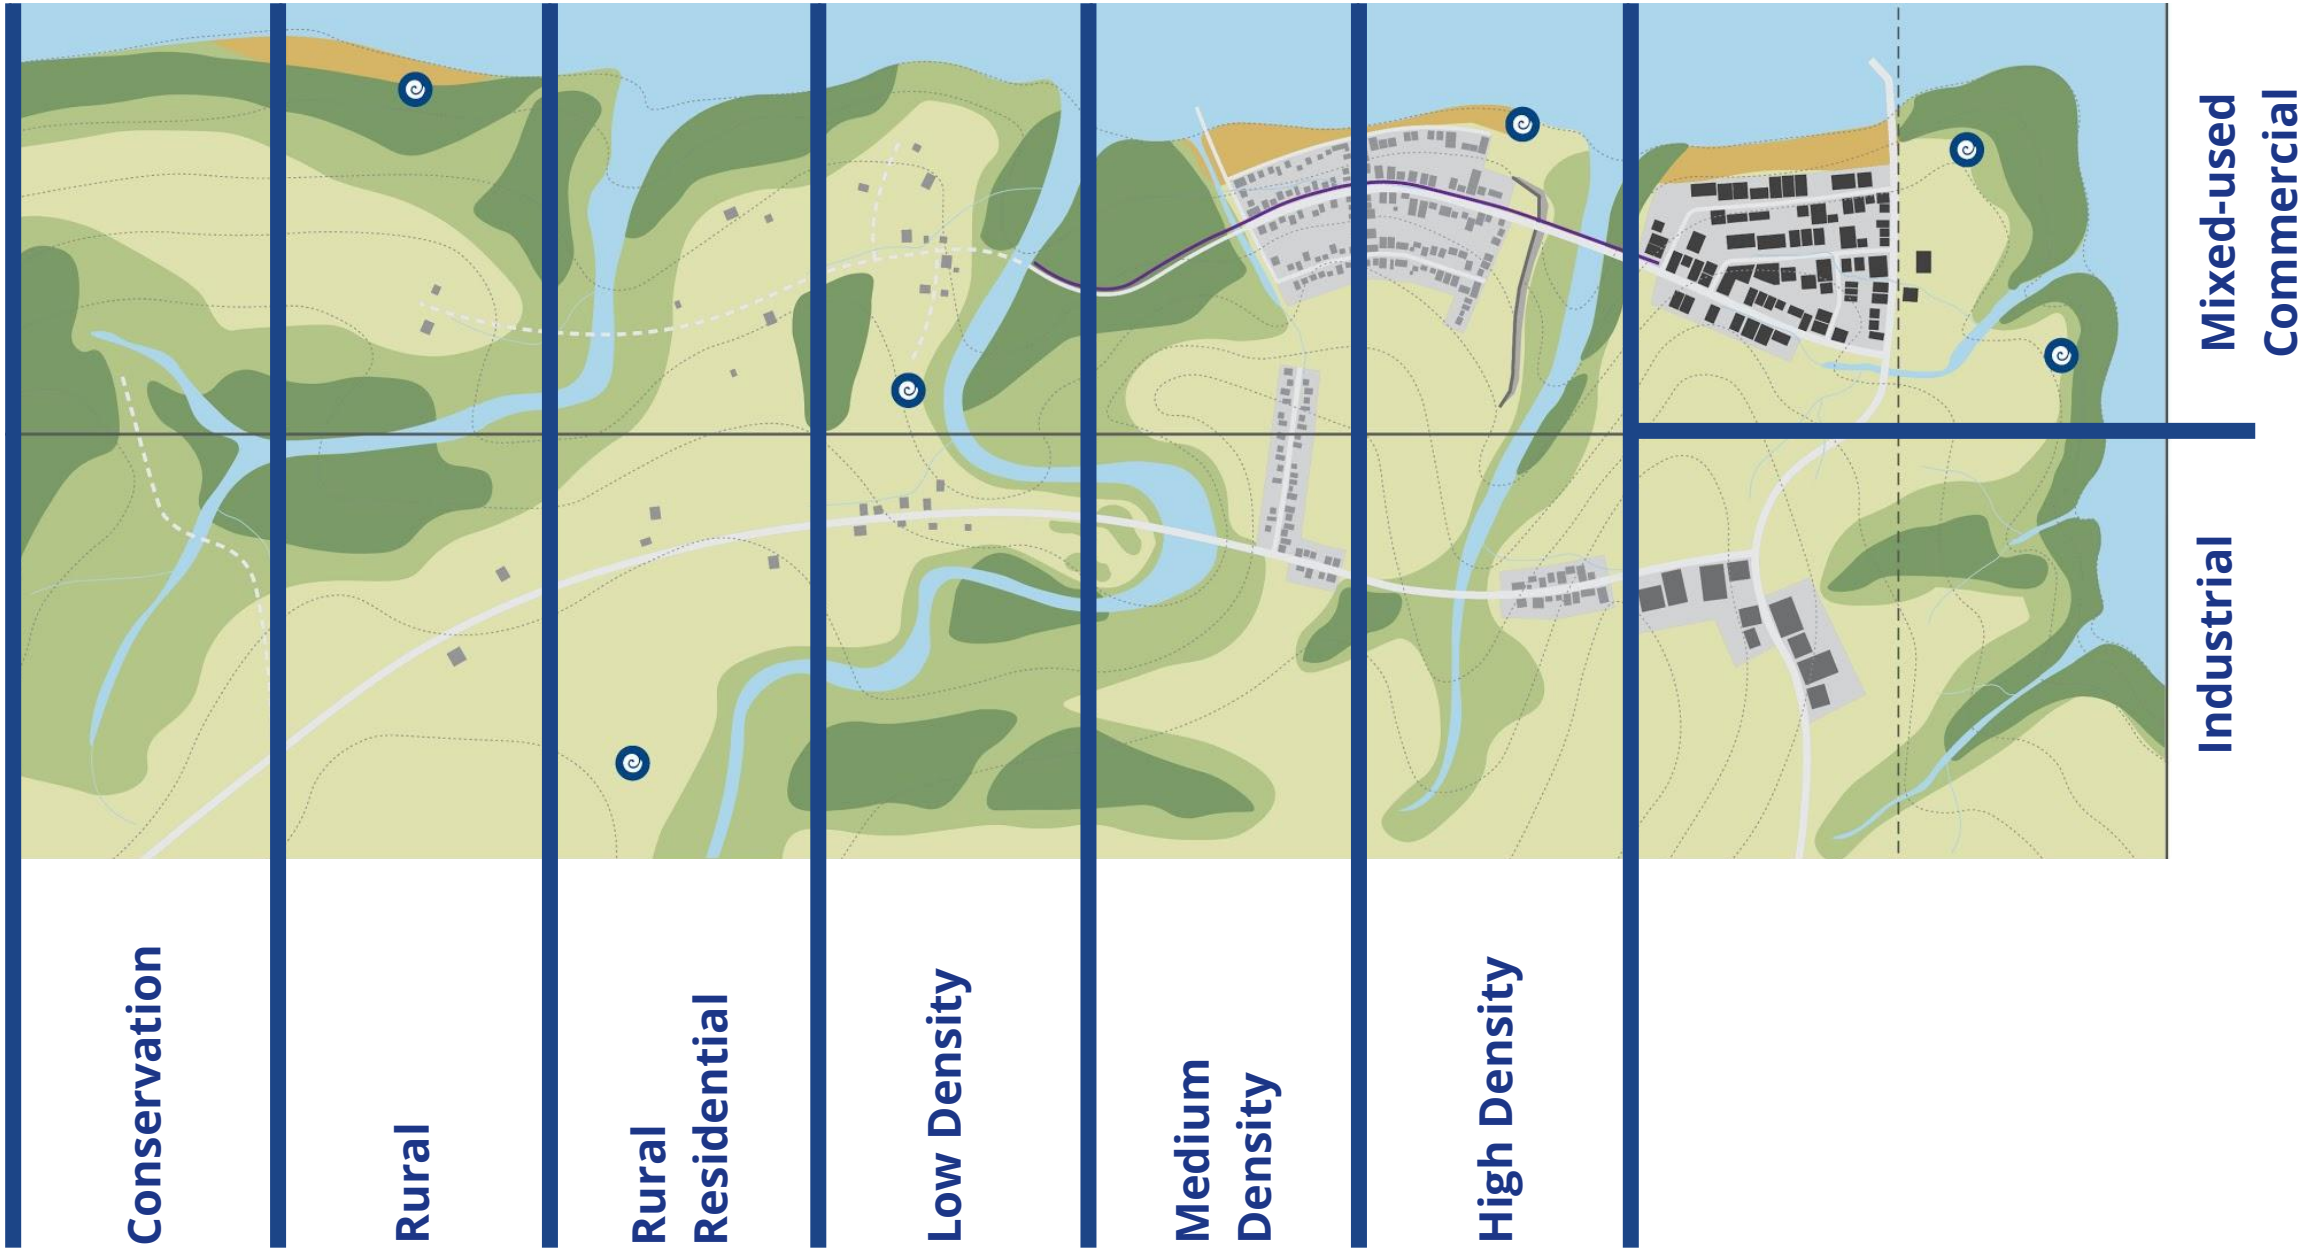 Conservation
Rural
Rural
Residential
Low Density
Medium
Density
High Density
Mixed-used
Commercial
Industrial